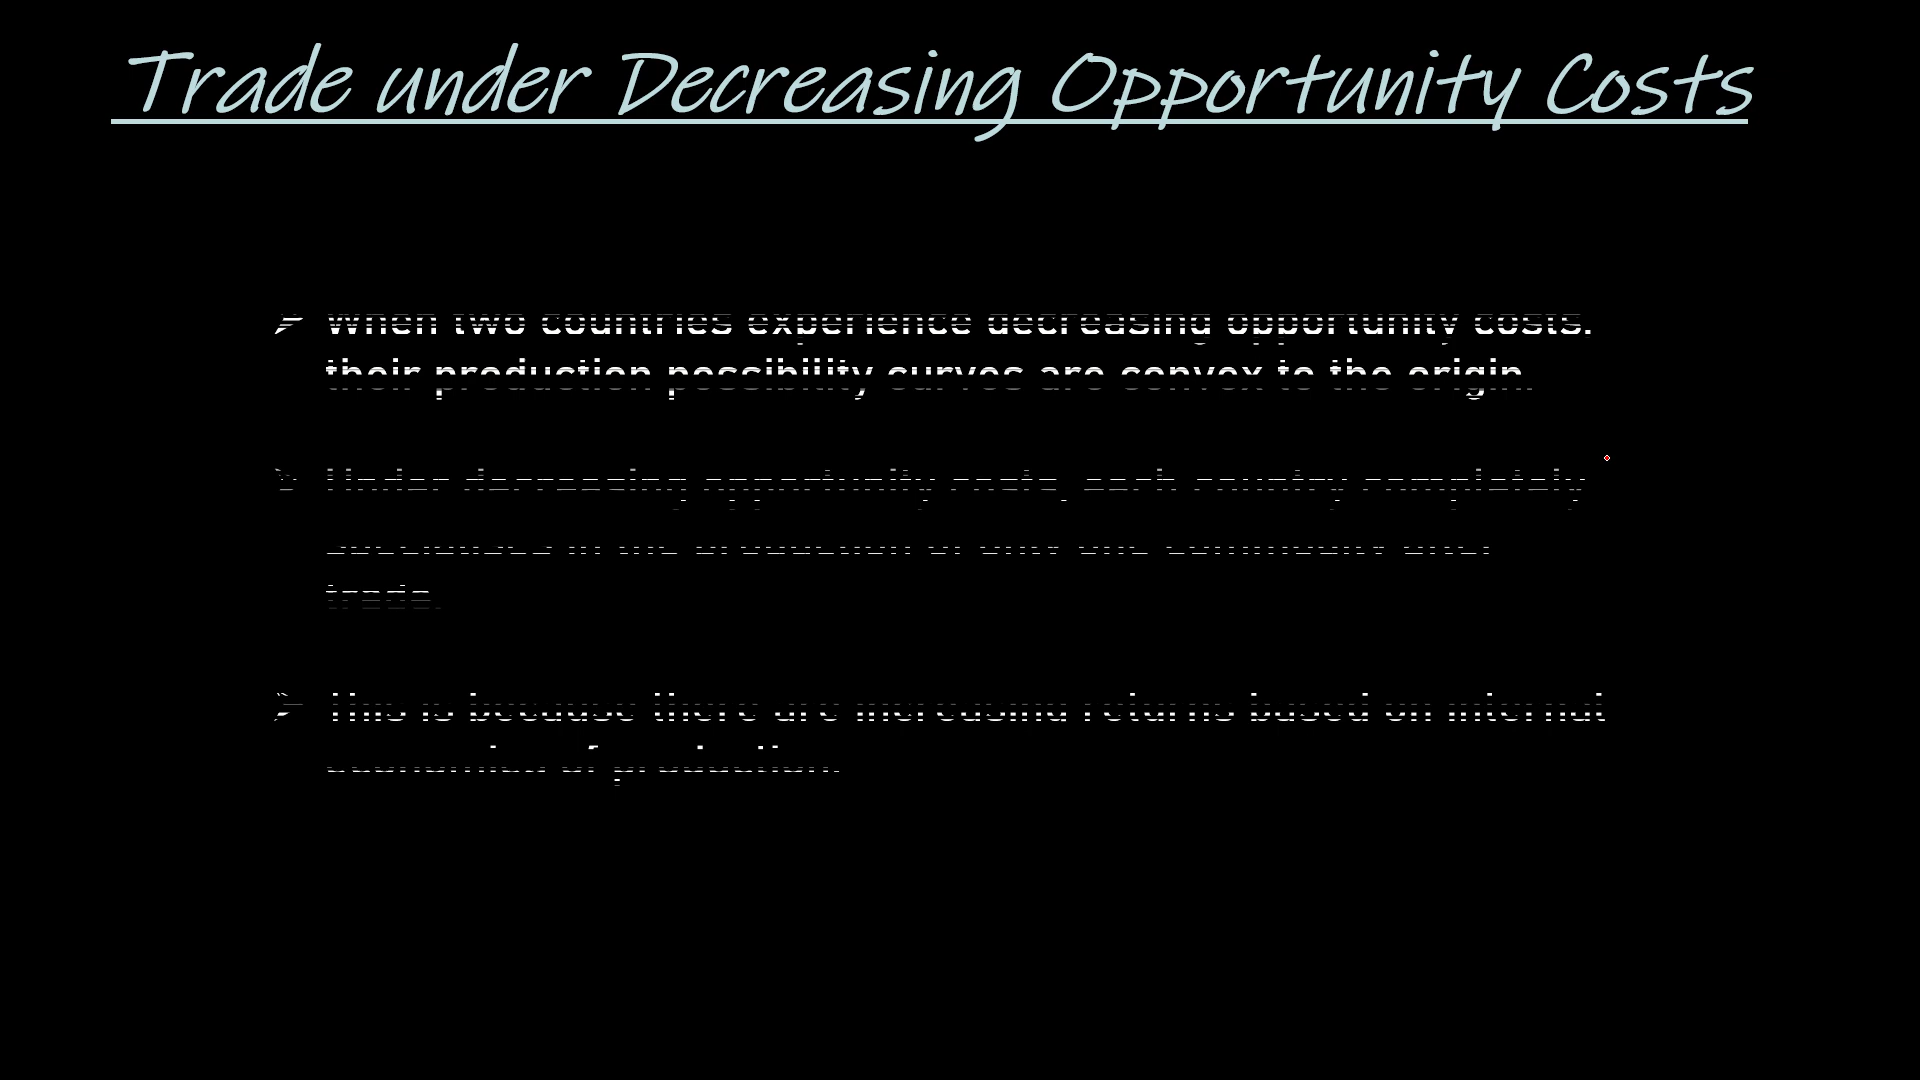 Trade under Decreasing Opportunity Costs
➢ When two countries experience decreasing opportunity costs,
their production possibility curves are convex to the origin.
➢ Under decreasing opportunity costs, each country completely
specializes in the production of only one commodity after
trade.
➢ This is because there are increasing returns based on internal
economies of production.